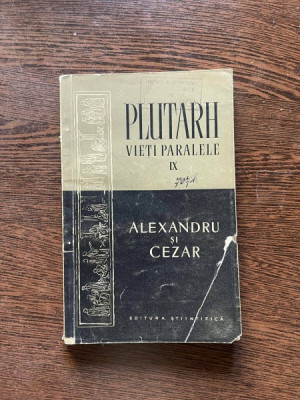 PLUTARH
VIEȚI PARALELE
IX
ALEXANDRU
ȘI
CEZAR
EDITURA ȘTIINȚIFICĂ